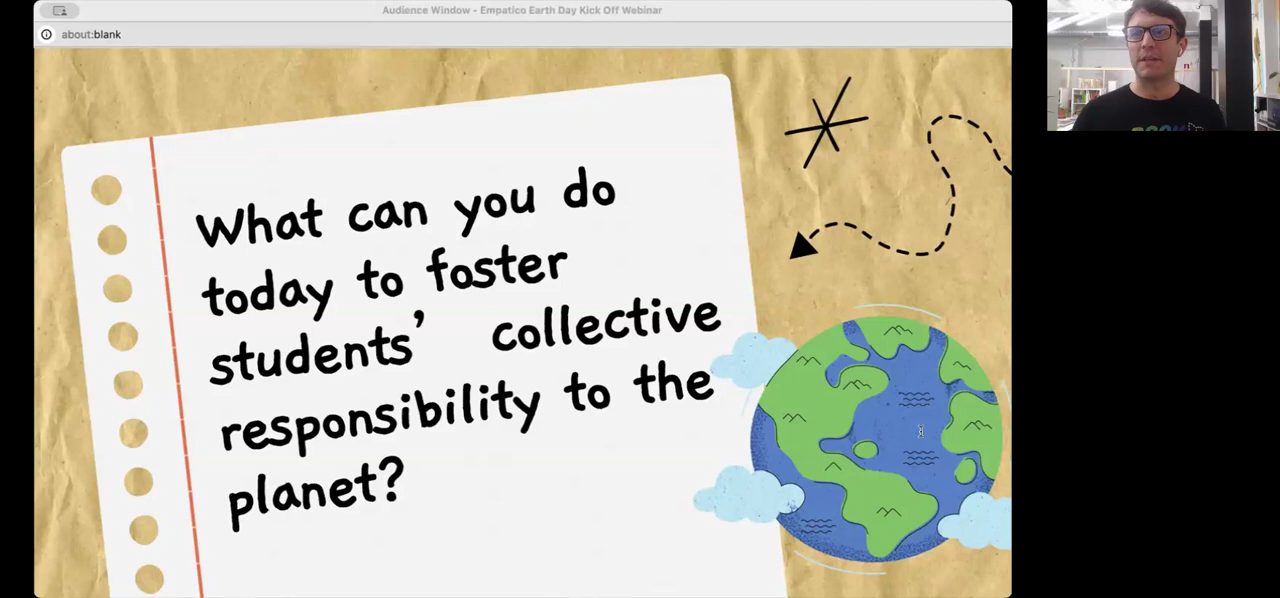 Audience Window - Empatico Earth Day Kick Off Webinar
about:blank
What can you do
today to foster
students' collective
responsibility to the
planet?